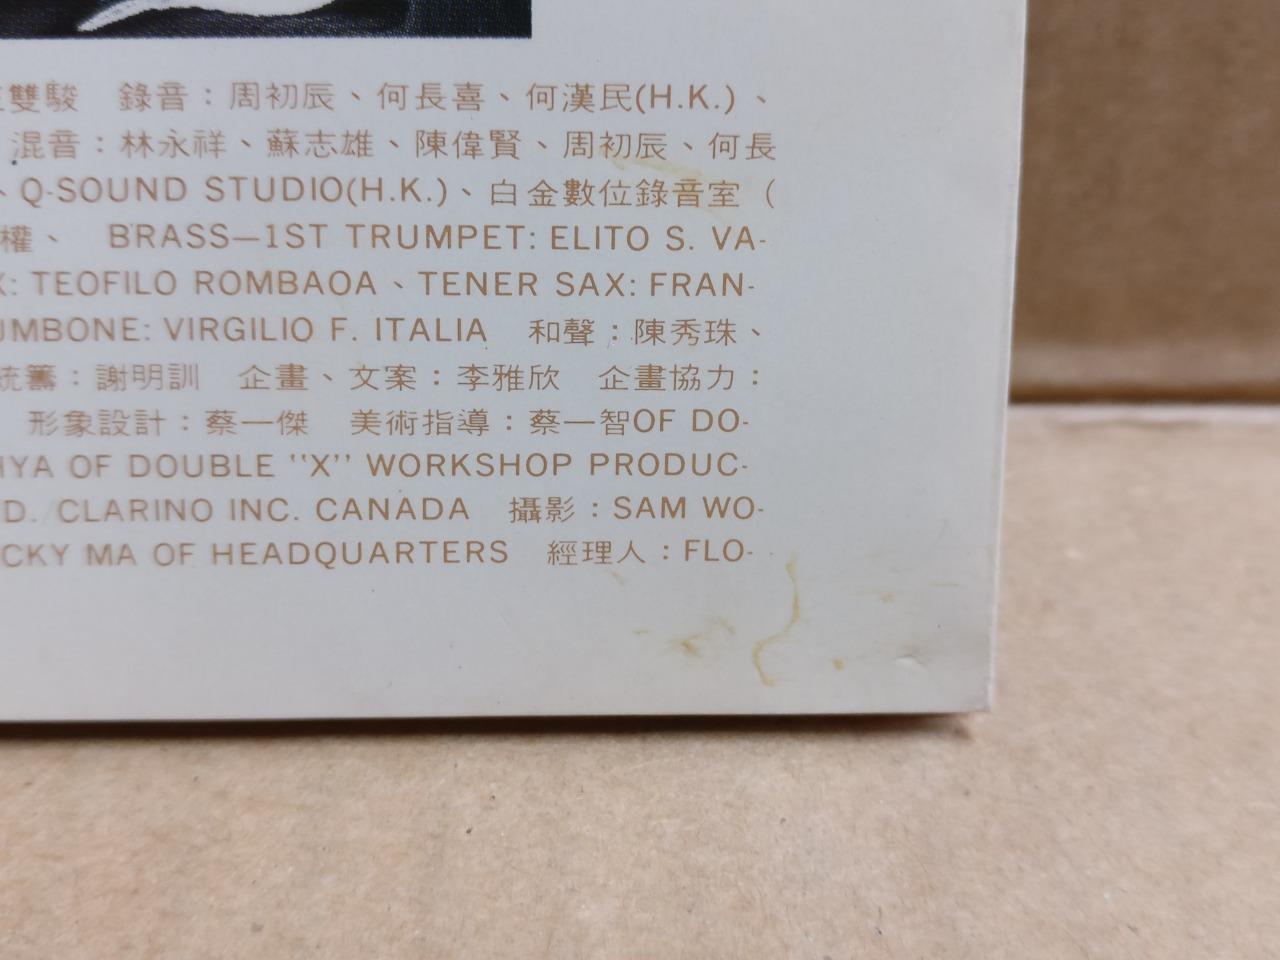 雙駿　錄音：周初辰、何長喜、何漢民(H.K.)、
混音：林永祥、蘇志雄、陳偉賢、周初辰、何長
、Q-SOUND STUDIO(H.K.)、白金數位錄音室（
權、　BRASS—1ST TRUMPET: ELITO S. VA-
X: TEOFILO ROMBAOA、TENER SAX: FRAN-
UMBONE: VIRGILIO F. ITALIA　和聲：陳秀珠、
統籌：謝明訓　企畫、文案：李雅欣　企畫協力：
形象設計：蔡一傑　美術指導：蔡一智OF DO-
HYA OF DOUBLE "X" WORKSHOP PRODUC-
D. CLARINO INC. CANADA　攝影：SAM WO-
CKY MA OF HEADQUARTERS　經理人：FLO-